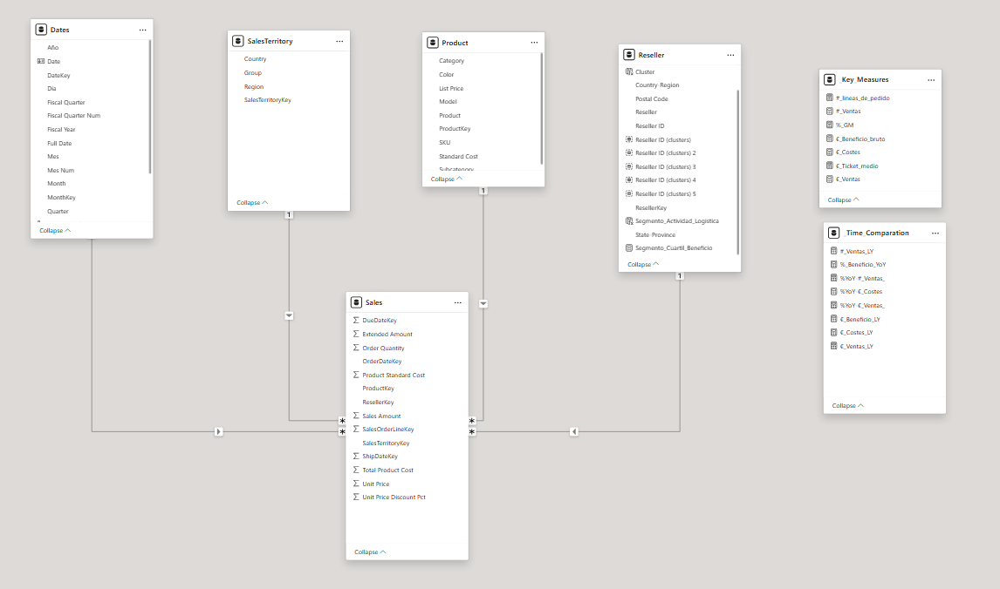 Dates
Año
Date
DateKey
Día
Fiscal Quarter
Fiscal Quarter Num
Fiscal Year
Full Date
Mes
Mes Num
Month
MonthKey
Quarter
Collapse
SalesTerritory
Country
Group
Region
SalesTerritoryKey
Collapse
1
Product
Category
Color
List Price
Model
Product
ProductKey
SKU
Standard Cost
Subcategory
Collapse
1
Reseller
Cluster
Country-Region
Postal Code
Reseller
Reseller ID
Reseller ID (clusters)
Reseller ID (clusters) 2
Reseller ID (clusters) 3
Reseller ID (clusters) 4
Reseller ID (clusters) 5
ResellerKey
Segmento_Actividad_Logistica
State-Province
Segmento_Cuartil_Beneficio
Collapse
1
_Key_Measures
#_lineas_de_pedido
#_Ventas
%_GM
€_Beneficio_bruto
€_Costes
€_Ticket_medio
€_Ventas
Collapse
_Time_Comparation
#_Ventas_LY
%_Beneficio_YoY
%YoY-#_Ventas_
%YoY-€_Costes
%YoY-€_Ventas_
€_Beneficio_LY
€_Costes_LY
€_Ventas_LY
Collapse
Sales
DueDateKey
Extended Amount
Order Quantity
OrderDateKey
Product Standard Cost
ProductKey
ResellerKey
Sales Amount
SalesOrderLineKey
SalesTerritoryKey
ShipDateKey
Total Product Cost
Unit Price
Unit Price Discount Pct
Collapse